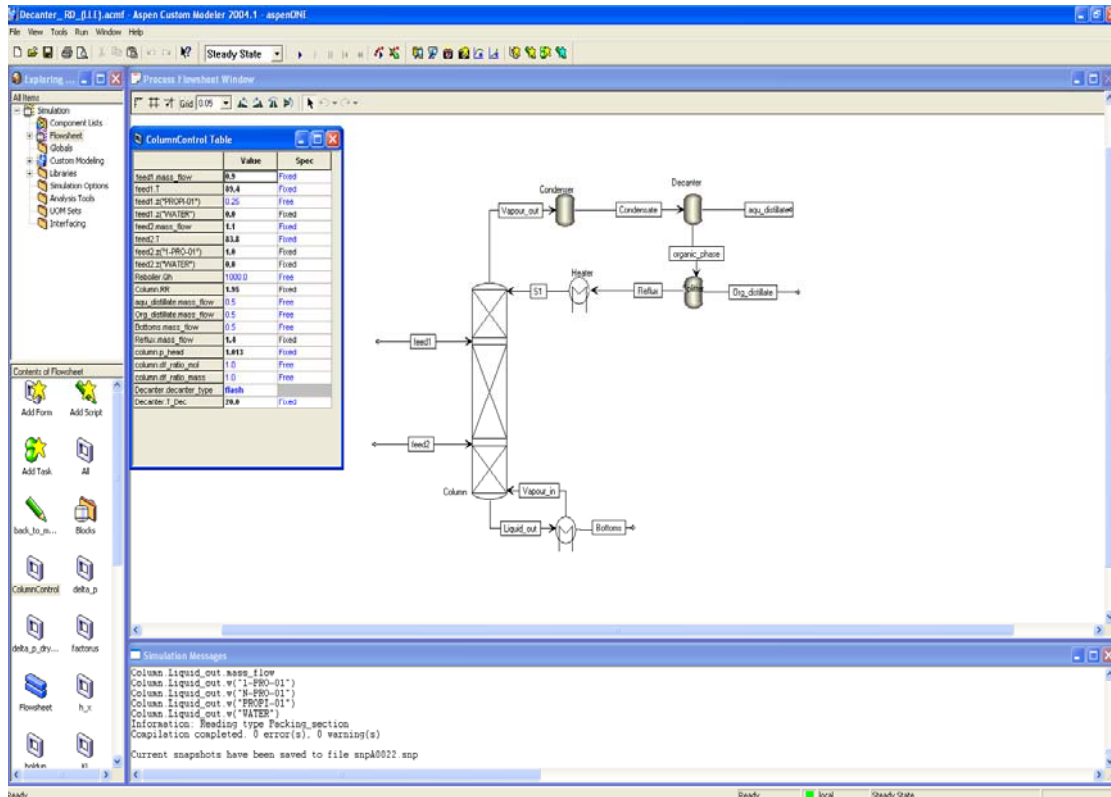 Decanter_ RD_(LLE).acmf - Aspen Custom Modeler 2004.1 - aspenONE
File View Tools Run Window Help
Steady State
Exploring ...
All Items
Simulation
Component Lists
Flowsheet
Globals
Custom Modeling
Libraries
Simulation Options
Analysis Tools
UOM Sets
Interfacing
Contents of Flowsheet
Add Form Add Script
Add Task All
back_to_m... Blocks
ColumnControl delta_p
delta_p_dry... factorus
Flowsheet h_x
holdup
Process Flowsheet Window
Grid 0.05
ColumnControl Table
Value Spec
feed1.mass_flow 0.9 Fixed
feed1.T 89.4 Fixed
feed1.z("PROPI-01") 0.25 Free
feed1.z("WATER") 0.0 Fixed
feed2.mass_flow 1.1 Fixed
feed2.T 83.8 Fixed
feed2.z("1-PRO-01") 1.0 Fixed
feed2.z("WATER") 0.0 Fixed
Reboiler.Qh 1000.0 Free
Column.RR 1.95 Fixed
aqu_distillate.mass_flow 0.5 Free
Org_distillate.mass_flow 0.5 Free
Bottoms.mass_flow 0.5 Free
Reflux.mass_flow 1.4 Fixed
column.p_head 1.013 Fixed
column.df_ratio_mol 1.0 Free
column.df_ratio_mass 1.0 Free
Decanter.decanter_type flash
Decanter.T_Dec 20.0 Fixed
Condenser
Decanter
Vapour_out
Condensate
aqu_distillate
organic_phase
Heater
S1
Reflux
Org_distillate
feed1
feed2
Column
Vapour_in
Liquid_out
Bottoms
Simulation Messages
Column.Liquid_out.mass_flow
Column.Liquid_out.w("1-PRO-01")
Column.Liquid_out.w("N-PRO-01")
Column.Liquid_out.w("PROPI-01")
Column.Liquid_out.w("WATER")
Information: Reading type Packing_section
Compilation completed. 0 error(s), 0 warning(s)
Current snapshots have been saved to file snpA0022.snp
Ready
Ready local Steady State